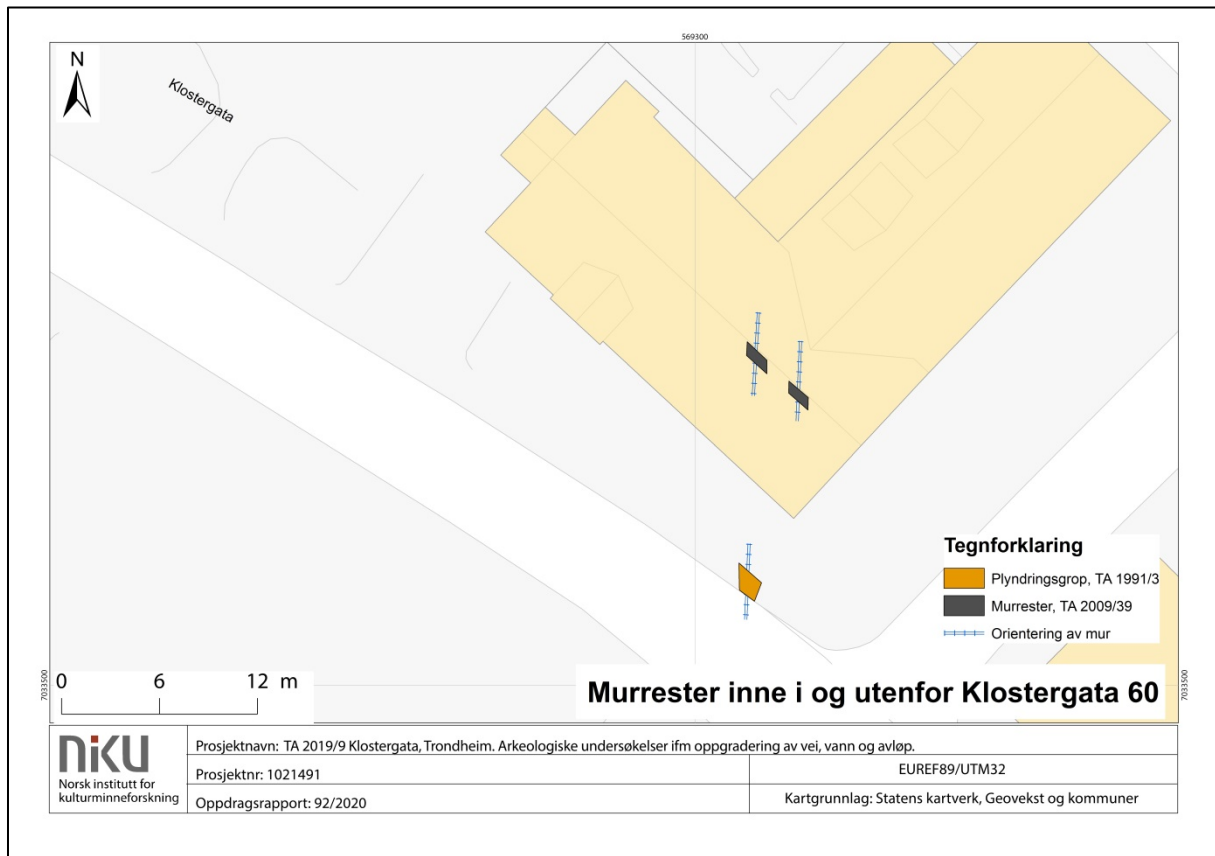 569300
N
Klostergata
Tegnforklaring
Plyndringsgrop, TA 1991/3
Murrester, TA 2009/39
Orientering av mur
7033500
7033500
0 6 12 m
Murrester inne i og utenfor Klostergata 60
NIKU
Norsk institutt for
kulturminneforskning
Prosjektnavn: TA 2019/9 Klostergata, Trondheim. Arkeologiske undersøkelser ifm oppgradering av vei, vann og avløp.
Prosjektnr: 1021491
EUREF89/UTM32
Oppdragsrapport: 92/2020
Kartgrunnlag: Statens kartverk, Geovekst og kommuner